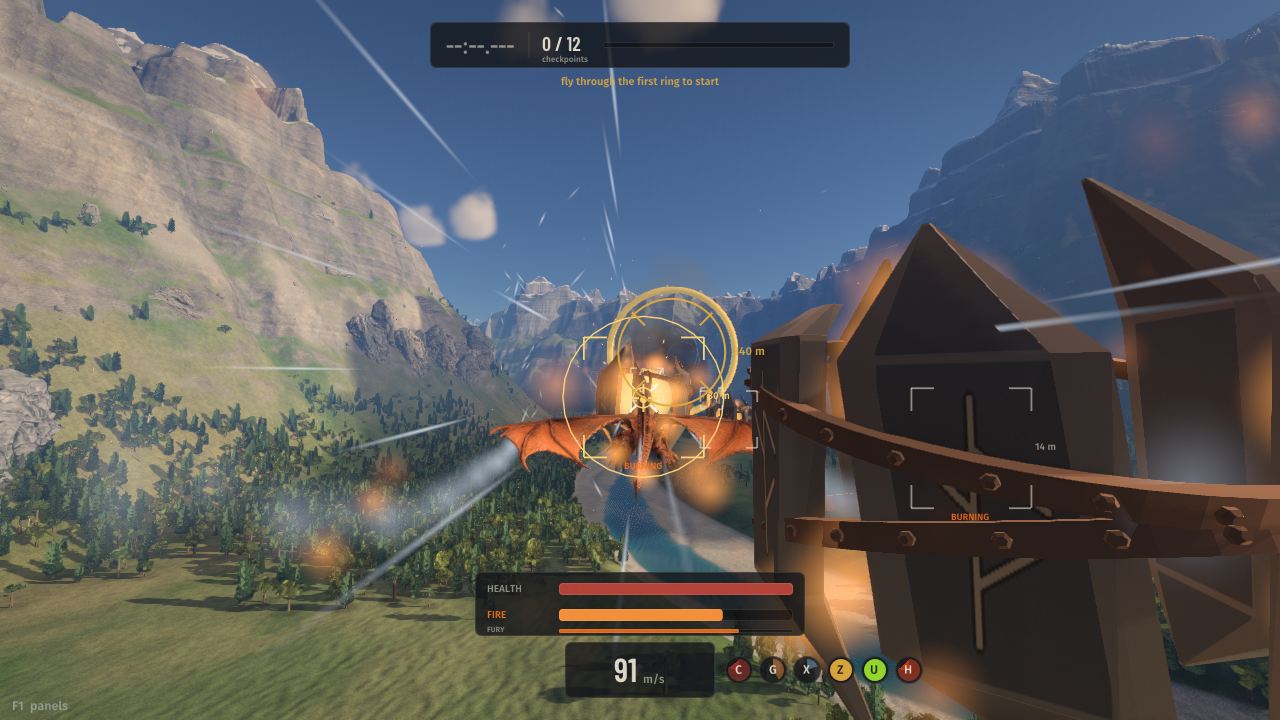 --:--.---
0 / 12
checkpoints
fly through the first ring to start
40 m
14 m
BURNING
BURNING
HEALTH
FIRE
FURY
91 m/s
C G X Z U H
F1 panels